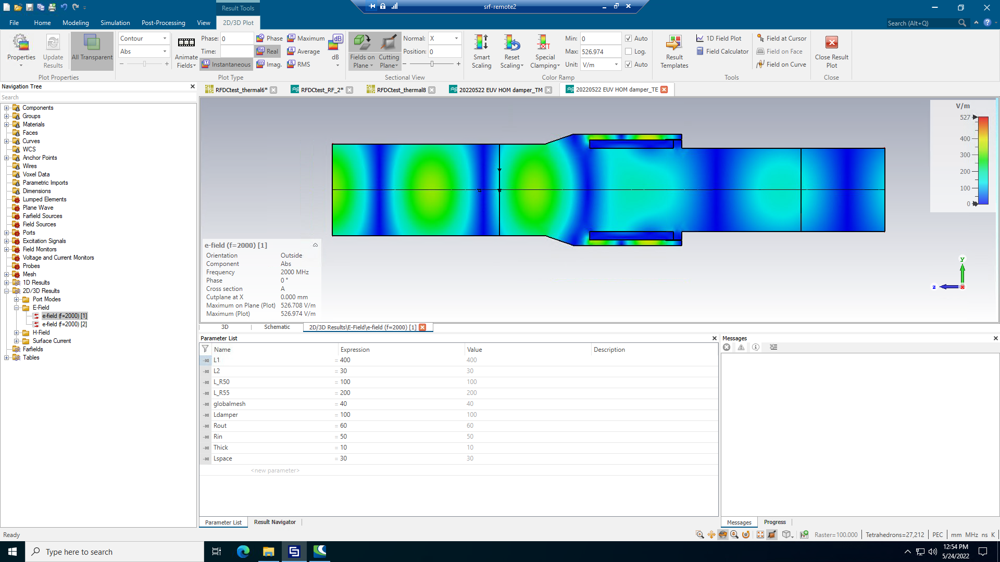 srf-remote2
Result Tools
File Home Modeling Simulation Post-Processing View 2D/3D Plot
Search (Alt+Q)
Properties
Update Results
All Transparent
Plot Properties
Contour
Abs
Animate Fields
Phase: 0
Time:
Instantaneous
Phase
Real
Imag.
Maximum
Average
RMS
dB
dB
Plot Type
Fields on Plane
Cutting Plane
Normal: X
Position: 0
Sectional View
Smart Scaling
Reset Scaling
Special Clamping
Min: 0
Max: 526.974
Unit: V/m
Auto
Log.
Auto
Color Ramp
Result Templates
1D Field Plot
Field Calculator
Field at Cursor
Field on Face
Field on Curve
Tools
Close Result Plot
Close
Navigation Tree
Search
Components
Groups
Materials
Faces
Curves
WCS
Anchor Points
Wires
Voxel Data
Parametric Imports
Dimensions
Lumped Elements
Plane Wave
Farfield Sources
Field Sources
Ports
Excitation Signals
Field Monitors
Voltage and Current Monitors
Probes
Mesh
1D Results
2D/3D Results
Port Modes
E-Field
e-field (f=2000) [1]
e-field (f=2000) [2]
H-Field
Surface Current
Farfields
Tables
RFDCtest_thermal6* RFDCtest_RF_2* RFDCtest_thermal8 20220522 EUV HOM damper_TM 20220522 EUV HOM damper_TE
V/m
527
400
300
200
100
0
y
z
x
e-field (f=2000) [1]
Orientation Outside
Component Abs
Frequency 2000 MHz
Phase 0 °
Cross section A
Cutplane at X 0.000 mm
Maximum on Plane (Plot) 526.708 V/m
Maximum (Plot) 526.974 V/m
3D Schematic 2D/3D Results\E-Field\e-field (f=2000) [1]
Parameter List
Name Expression Value Description
L1 = 400 400
L2 = 30 30
L_R50 = 100 100
L_R55 = 200 200
globalmesh = 40 40
Ldamper = 100 100
Rout = 60 60
Rin = 50 50
Thick = 10 10
Lspace = 30 30
<new parameter>
Parameter List Result Navigator
Messages
Messages Progress
Ready
Raster=100.000 Tetrahedrons=27,212 PEC mm MHz ns K
Type here to search
12:54 PM
5/24/2022